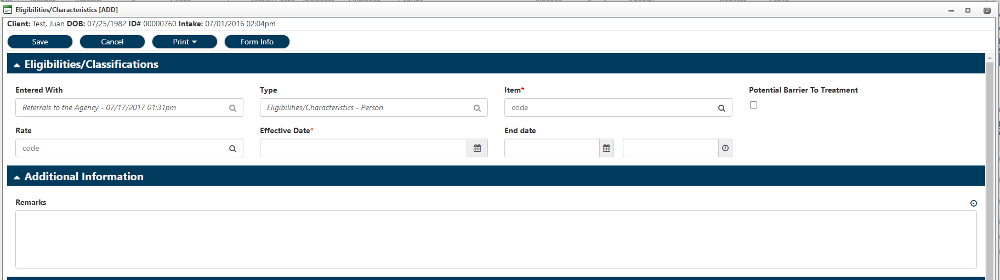 Eligibilities/Characteristics [ADD]
Client: Test, Juan DOB: 07/25/1982 ID# 00000760 Intake: 07/01/2016 02:04pm
Save Cancel Print Form Info
Eligibilities/Classifications
Entered With Type Item* Potential Barrier To Treatment
Referrals to the Agency - 07/17/2017 01:31pm Eligibilities/Characteristics - Person code
Rate Effective Date* End date
code
Additional Information
Remarks